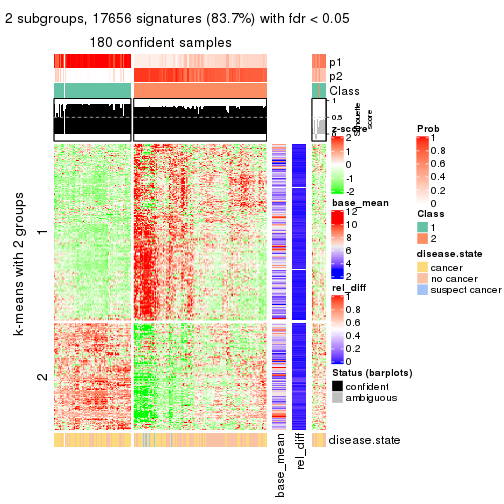 2 subgroups, 17656 signatures (83.7%) with fdr < 0.05
180 confident samples
p1
p2
Class
1
0.5
0
Silhouette
score
k-means with 2 groups
1
2
z-score
2
1
0
-1
-2
base_mean
12
10
8
6
4
2
rel_diff
1
0.8
0.6
0.4
0.2
0
Status (barplots)
confident
ambiguous
Prob
1
0.8
0.6
0.4
0.2
0
Class
1
2
disease.state
cancer
no cancer
suspect cancer
disease.state
base_mean
rel_diff